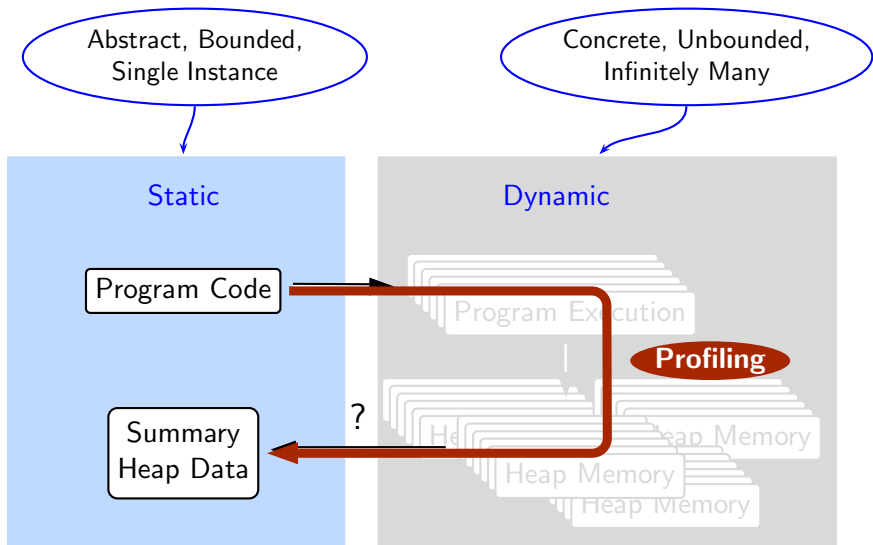 Abstract, Bounded,
Single Instance
Concrete, Unbounded,
Infinitely Many
Static
Dynamic
Program Code
Program Execution
Profiling
?
Summary
Heap Data
Heap Memory
Heap Memory
Heap Memory